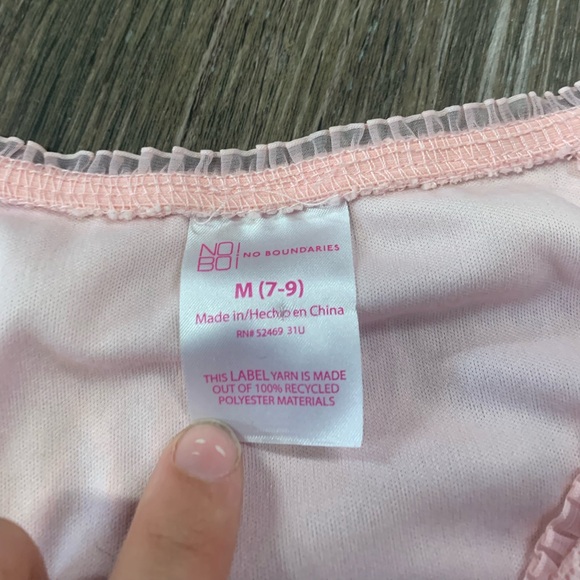 NO BO NO BOUNDARIES
M (7-9)
Made in/Hecho en China
RN# 52469 31U
THIS LABEL YARN IS MADE
OUT OF 100% RECYCLED
POLYESTER MATERIALS